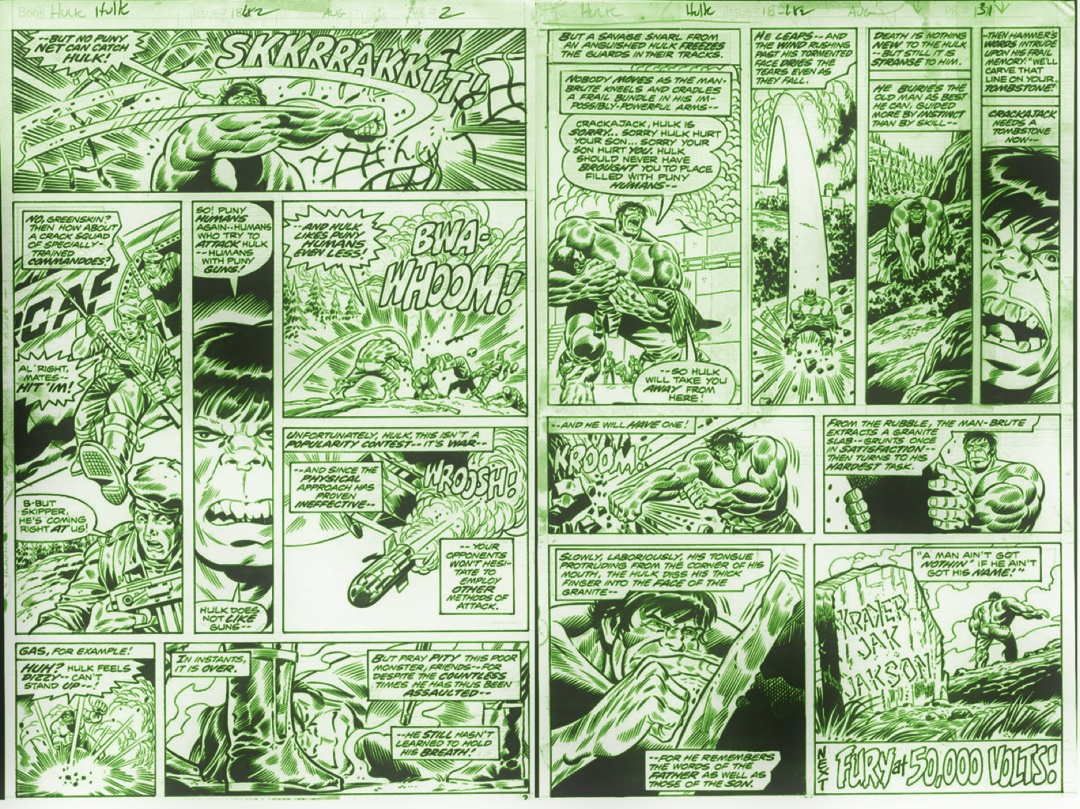 Hulk
182
AUG
2
--BUT NO PUNY
NET CAN CATCH
HULK!
SKKRRAKKTTT!
NO, GREENSKIN?
THEN HOW ABOUT
A CRACK SQUAD
OF SPECIALLY-
TRAINED
COMMANDOES?
AL'RIGHT,
MATES--
HIT 'IM!
B-BUT
SKIPPER,
HE'S COMING
RIGHT AT US!
SO! PUNY
HUMANS
AGAIN--HUMANS
WHO TRY TO
ATTACK HULK
--HUMANS
WITH PUNY
GUNS!
HULK DOES
NOT LIKE
GUNS--
--AND HULK
LIKES PUNY
HUMANS
EVEN LESS!
BWA-
WHOOM!
UNFORTUNATELY, HULK, THIS ISN'T A
POPULARITY CONTEST--IT'S WAR--
--AND SINCE THE
PHYSICAL
APPROACH HAS
PROVEN
INEFFECTIVE--
WROOSH!
--YOUR
OPPONENTS
WON'T HESI-
TATE TO
EMPLOY
OTHER
METHODS OF
ATTACK.
GAS, FOR EXAMPLE!
HUH? HULK FEELS
DIZZY--CAN'T
STAND UP--!
IN INSTANTS,
IT IS OVER.
BUT PRAY PITY THIS POOR
MONSTER, FRIENDS--FOR
DESPITE THE COUNTLESS
TIMES HE HAS THUS BEEN
ASSAULTED--
--HE STILL HASN'T
LEARNED TO HOLD
HIS BREATH!
Hulk
182
AUG
31
BUT A SAVAGE SNARL FROM
AN ANGUISHED HULK FREEZES
THE GUARDS IN THEIR TRACKS.
NOBODY MOVES AS THE MAN-
BRUTE KNEELS AND CRADLES
A FRAIL BUNDLE IN HIS IM-
POSSIBLY-POWERFUL ARMS--
CRACKAJACK, HULK IS
SORRY... SORRY HULK HURT
YOUR SON... SORRY YOUR
SON HURT YOU. HULK
SHOULD NEVER HAVE
BROUGHT YOU TO PLACE
FILLED WITH PUNY
HUMANS--
--SO HULK
WILL TAKE YOU
AWAY FROM
HERE!
HE LEAPS--AND
THE WIND RUSHING
PAST HIS TORMENTED
FACE DRIES THE
TEARS EVEN AS
THEY FALL.
DEATH IS NOTHING
NEW TO THE HULK
--BUT STILL IT IS
STRANGE TO HIM.
HE BURIES THE
OLD MAN AS BEST
HE CAN, GUIDED
MORE BY INSTINCT
THAN BY SKILL--
--THEN HAMMER'S
WORDS INTRUDE
UPON HIS FRAIL
MEMORY: "WE'LL
CARVE THAT
LINE ON YOUR
TOMBSTONE!"
CRACKAJACK
NEEDS A
TOMBSTONE
NOW--
--AND HE WILL HAVE ONE!
KROOM!
FROM THE RUBBLE, THE MAN-BRUTE
EXTRACTS A GRANITE
SLAB--GRUNTS ONCE
IN SATISFACTION--
THEN TURNS TO HIS
HARDEST TASK.
SLOWLY, LABORIOUSLY, HIS TONGUE
PROTRUDING FROM THE CORNER OF HIS
MOUTH, THE HULK DIGS HIS THICK
FINGER INTO THE FACE OF THE
GRANITE--
--FOR HE REMEMBERS
THE WORDS OF THE
FATHER AS WELL AS
THOSE OF THE SON.
"A MAN AIN'T GOT
NOTHIN' IF HE AIN'T
GOT HIS NAME!"
KRAKER
JAK
JAKSON
NEXT
FURY at 50,000 VOLTS!